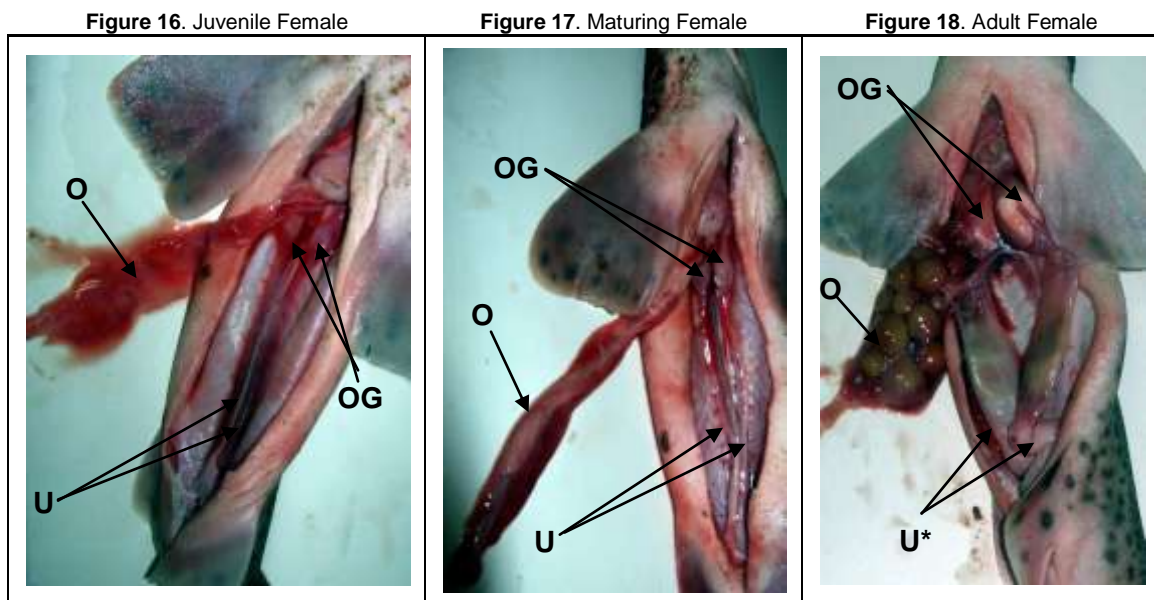 Figure 16. Juvenile Female
Figure 17. Maturing Female
Figure 18. Adult Female
O
OG
U
OG
O
U
OG
O
U*